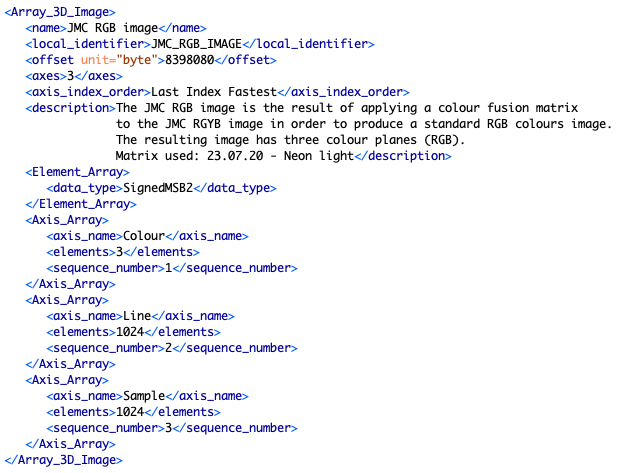 <Array_3D_Image>
<name>JMC RGB image</name>
<local_identifier>JMC_RGB_IMAGE</local_identifier>
<offset unit="byte">8398080</offset>
<axes>3</axes>
<axis_index_order>Last Index Fastest</axis_index_order>
<description>The JMC RGB image is the result of applying a colour fusion matrix
to the JMC RGYB image in order to produce a standard RGB colours image.
The resulting image has three colour planes (RGB).
Matrix used: 23.07.20 - Neon light</description>
<Element_Array>
<data_type>SignedMSB2</data_type>
</Element_Array>
<Axis_Array>
<axis_name>Colour</axis_name>
<elements>3</elements>
<sequence_number>1</sequence_number>
</Axis_Array>
<Axis_Array>
<axis_name>Line</axis_name>
<elements>1024</elements>
<sequence_number>2</sequence_number>
</Axis_Array>
<Axis_Array>
<axis_name>Sample</axis_name>
<elements>1024</elements>
<sequence_number>3</sequence_number>
</Axis_Array>
</Array_3D_Image>